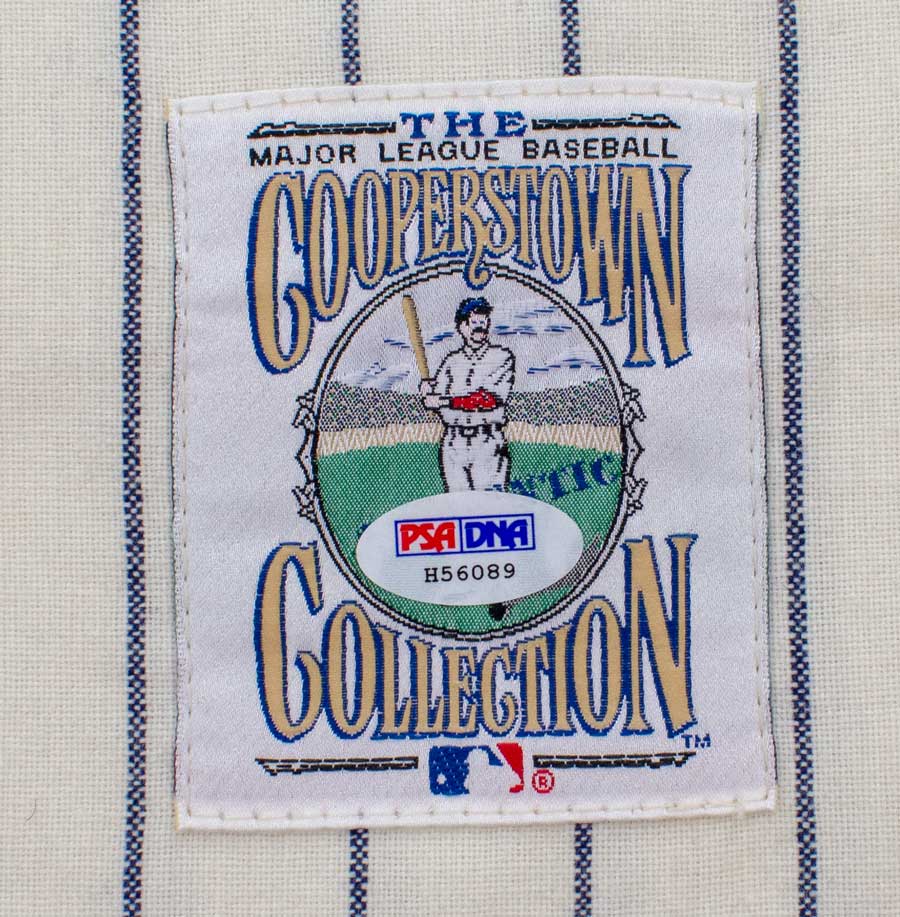 THE
MAJOR LEAGUE BASEBALL
COOPERSTOWN
PSA DNA
H56089
COLLECTION
TM
®